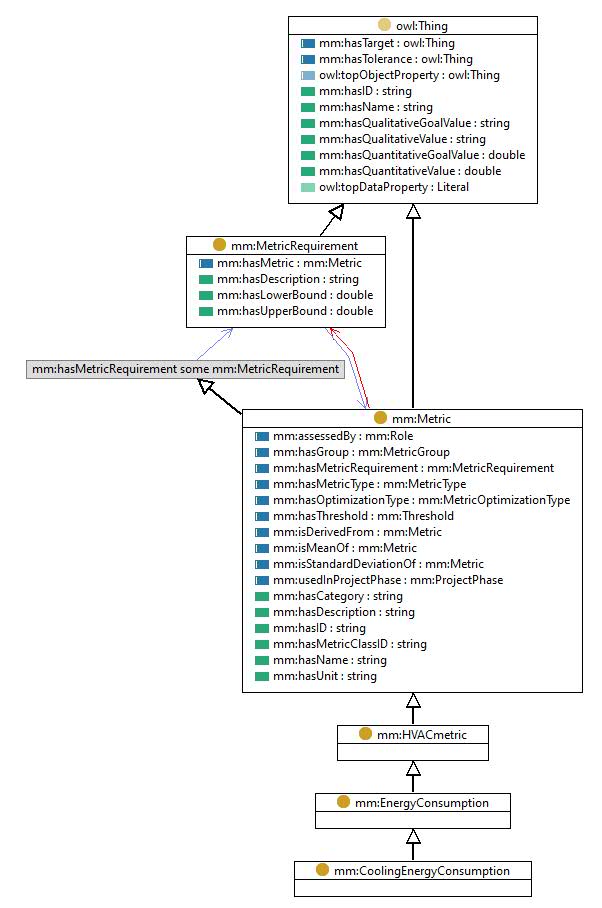 owl:Thing
mm:hasTarget : owl:Thing
mm:hasTolerance : owl:Thing
owl:topObjectProperty : owl:Thing
mm:hasID : string
mm:hasName : string
mm:hasQualitativeGoalValue : string
mm:hasQualitativeValue : string
mm:hasQuantitativeGoalValue : double
mm:hasQuantitativeValue : double
owl:topDataProperty : Literal
mm:MetricRequirement
mm:hasMetric : mm:Metric
mm:hasDescription : string
mm:hasLowerBound : double
mm:hasUpperBound : double
mm:hasMetricRequirement some mm:MetricRequirement
mm:Metric
mm:assessedBy : mm:Role
mm:hasGroup : mm:MetricGroup
mm:hasMetricRequirement : mm:MetricRequirement
mm:hasMetricType : mm:MetricType
mm:hasOptimizationType : mm:MetricOptimizationType
mm:hasThreshold : mm:Threshold
mm:isDerivedFrom : mm:Metric
mm:isMeanOf : mm:Metric
mm:isStandardDeviationOf : mm:Metric
mm:usedInProjectPhase : mm:ProjectPhase
mm:hasCategory : string
mm:hasDescription : string
mm:hasID : string
mm:hasMetricClassID : string
mm:hasName : string
mm:hasUnit : string
mm:HVACmetric
mm:EnergyConsumption
mm:CoolingEnergyConsumption